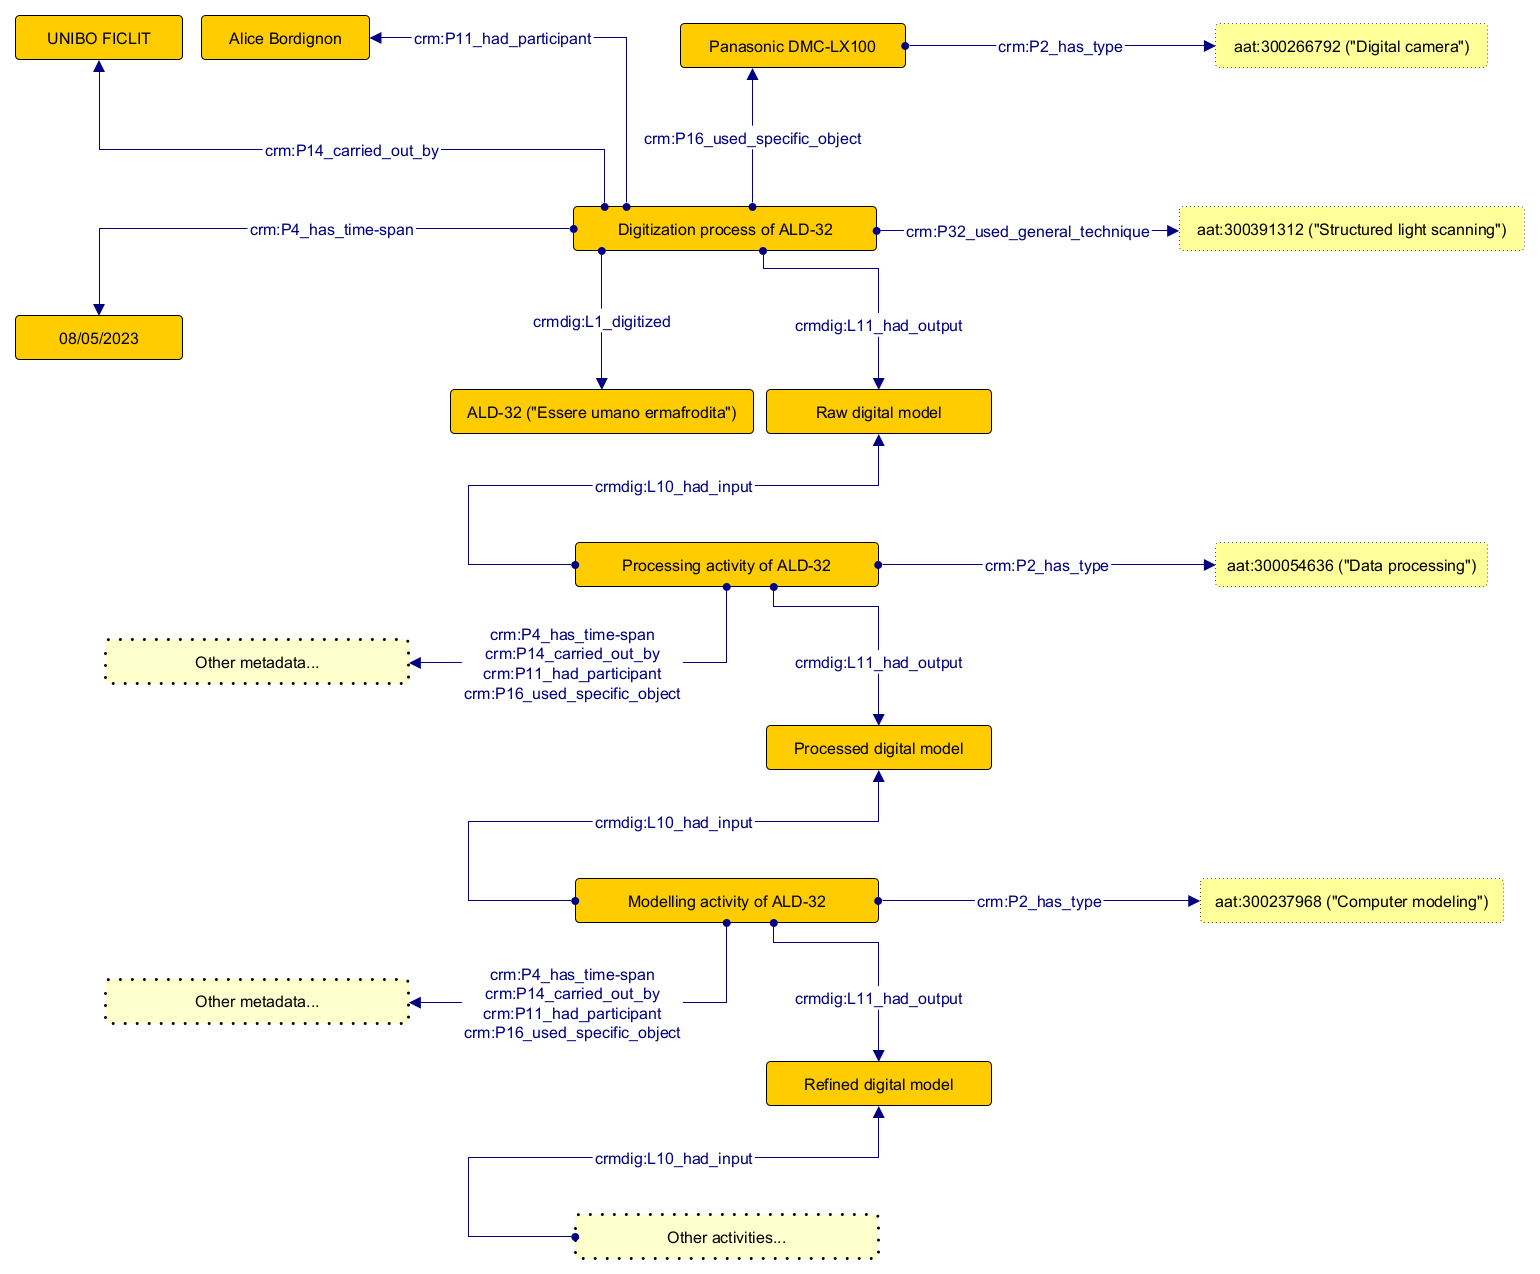 UNIBO FICLIT
Alice Bordignon
crm:P11_had_participant
Panasonic DMC-LX100
crm:P2_has_type
aat:300266792 ("Digital camera")
crm:P14_carried_out_by
crm:P16_used_specific_object
crm:P4_has_time-span
Digitization process of ALD-32
crm:P32_used_general_technique
aat:300391312 ("Structured light scanning")
08/05/2023
crmdig:L1_digitized
crmdig:L11_had_output
ALD-32 ("Essere umano ermafrodita")
Raw digital model
crmdig:L10_had_input
Processing activity of ALD-32
crm:P2_has_type
aat:300054636 ("Data processing")
Other metadata...
crm:P4_has_time-span
crm:P14_carried_out_by
crm:P11_had_participant
crm:P16_used_specific_object
crmdig:L11_had_output
Processed digital model
crmdig:L10_had_input
Modelling activity of ALD-32
crm:P2_has_type
aat:300237968 ("Computer modeling")
Other metadata...
crm:P4_has_time-span
crm:P14_carried_out_by
crm:P11_had_participant
crm:P16_used_specific_object
crmdig:L11_had_output
Refined digital model
crmdig:L10_had_input
Other activities...